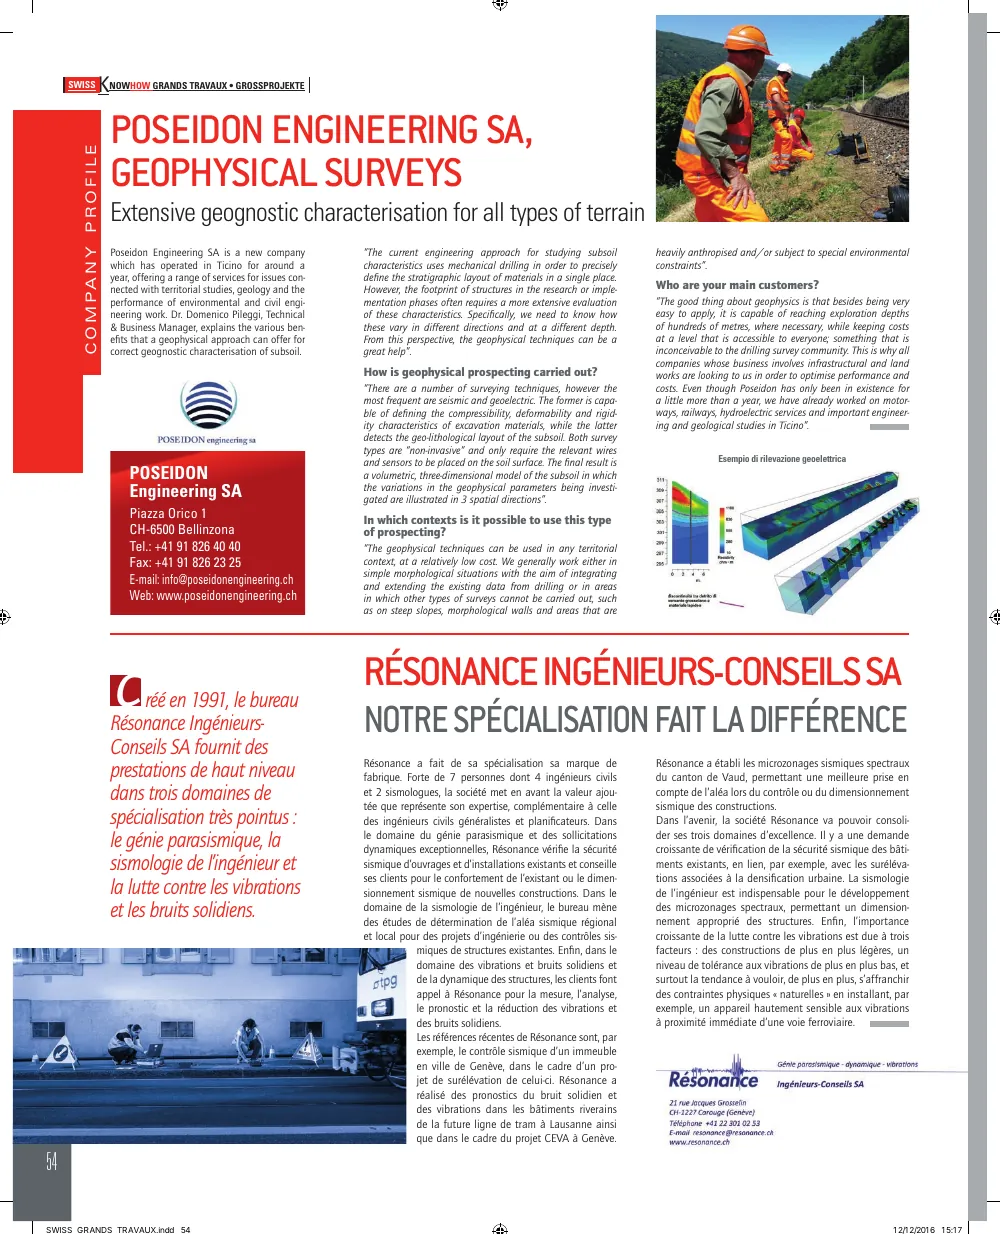 SWISS KNOWHOW GRANDS TRAVAUX • GROSSPROJEKTE
COMPANY PROFILE
POSEIDON ENGINEERING SA,
GEOPHYSICAL SURVEYS
Extensive geognostic characterisation for all types of terrain
Poseidon Engineering SA is a new company
which has operated in Ticino for around a
year, offering a range of services for issues con-
nected with territorial studies, geology and the
performance of environmental and civil engi-
neering work. Dr. Domenico Pileggi, Technical
& Business Manager, explains the various ben-
efits that a geophysical approach can offer for
correct geognostic characterisation of subsoil.
POSEIDON engineering sa
POSEIDON
Engineering SA
Piazza Orico 1
CH-6500 Bellinzona
Tel.: +41 91 826 40 40
Fax: +41 91 826 23 25
E-mail: info@poseidonengineering.ch
Web: www.poseidonengineering.ch
"The current engineering approach for studying subsoil
characteristics uses mechanical drilling in order to precisely
define the stratigraphic layout of materials in a single place.
However, the footprint of structures in the research or imple-
mentation phases often requires a more extensive evaluation
of these characteristics. Specifically, we need to know how
these vary in different directions and at a different depth.
From this perspective, the geophysical techniques can be a
great help".
How is geophysical prospecting carried out?
"There are a number of surveying techniques, however the
most frequent are seismic and geoelectric. The former is capa-
ble of defining the compressibility, deformability and rigid-
ity characteristics of excavation materials, while the latter
detects the geo-lithological layout of the subsoil. Both survey
types are "non-invasive" and only require the relevant wires
and sensors to be placed on the soil surface. The final result is
a volumetric, three-dimensional model of the subsoil in which
the variations in the geophysical parameters being investi-
gated are illustrated in 3 spatial directions".
In which contexts is it possible to use this type
of prospecting?
"The geophysical techniques can be used in any territorial
context, at a relatively low cost. We generally work either in
simple morphological situations with the aim of integrating
and extending the existing data from drilling or in areas
in which other types of surveys cannot be carried out, such
as on steep slopes, morphological walls and areas that are
heavily anthropised and/or subject to special environmental
constraints".
Who are your main customers?
"The good thing about geophysics is that besides being very
easy to apply, it is capable of reaching exploration depths
of hundreds of metres, where necessary, while keeping costs
at a level that is accessible to everyone; something that is
inconceivable to the drilling survey community. This is why all
companies whose business involves infrastructural and land
works are looking to us in order to optimise performance and
costs. Even though Poseidon has only been in existence for
a little more than a year, we have already worked on motor-
ways, railways, hydroelectric services and important engineer-
ing and geological studies in Ticino".
Esempio di rilevazione geoelettrica
0 2 4 6
m.
RÉSONANCE INGÉNIEURS-CONSEILS SA
NOTRE SPÉCIALISATION FAIT LA DIFFÉRENCE
Créé en 1991, le bureau
Résonance Ingénieurs-
Conseils SA fournit des
prestations de haut niveau
dans trois domaines de
spécialisation très pointus :
le génie parasismique, la
sismologie de l'ingénieur et
la lutte contre les vibrations
et les bruits solidiens.
tpg
Résonance a fait de sa spécialisation sa marque de
fabrique. Forte de 7 personnes dont 4 ingénieurs civils
et 2 sismologues, la société met en avant la valeur ajou-
tée que représente son expertise, complémentaire à celle
des ingénieurs civils généralistes et planificateurs. Dans
le domaine du génie parasismique et des sollicitations
dynamiques exceptionnelles, Résonance vérifie la sécurité
sismique d'ouvrages et d'installations existants et conseille
ses clients pour le confortement de l'existant ou le dimen-
sionnement sismique de nouvelles constructions. Dans le
domaine de la sismologie de l'ingénieur, le bureau mène
des études de détermination de l'aléa sismique régional
et local pour des projets d'ingénierie ou des contrôles sis-
miques de structures existantes. Enfin, dans le
domaine des vibrations et bruits solidiens et
de la dynamique des structures, les clients font
appel à Résonance pour la mesure, l'analyse,
le pronostic et la réduction des vibrations et
des bruits solidiens.
Les références récentes de Résonance sont, par
exemple, le contrôle sismique d'un immeuble
en ville de Genève, dans le cadre d'un pro-
jet de surélévation de celui-ci. Résonance a
réalisé des pronostics du bruit solidien et
des vibrations dans les bâtiments riverains
de la future ligne de tram à Lausanne ainsi
que dans le cadre du projet CEVA à Genève.
Résonance a établi les microzonages sismiques spectraux
du canton de Vaud, permettant une meilleure prise en
compte de l'aléa lors du contrôle ou du dimensionnement
sismique des constructions.
Dans l'avenir, la société Résonance va pouvoir consoli-
der ses trois domaines d'excellence. Il y a une demande
croissante de vérification de la sécurité sismique des bâti-
ments existants, en lien, par exemple, avec les suréléva-
tions associées à la densification urbaine. La sismologie
de l'ingénieur est indispensable pour le développement
des microzonages spectraux, permettant un dimension-
nement approprié des structures. Enfin, l'importance
croissante de la lutte contre les vibrations est due à trois
facteurs : des constructions de plus en plus légères, un
niveau de tolérance aux vibrations de plus en plus bas, et
surtout la tendance à vouloir, de plus en plus, s'affranchir
des contraintes physiques « naturelles » en installant, par
exemple, un appareil hautement sensible aux vibrations
à proximité immédiate d'une voie ferroviaire.
Résonance
Génie parasismique - dynamique - vibrations
Ingénieurs-Conseils SA
21 rue Jacques Grosselin
CH-1227 Carouge (Genève)
Téléphone +41 22 301 02 53
E-mail resonance@resonance.ch
www.resonance.ch
54
SWISS GRANDS TRAVAUX.indd 54
12/12/2016 15:17